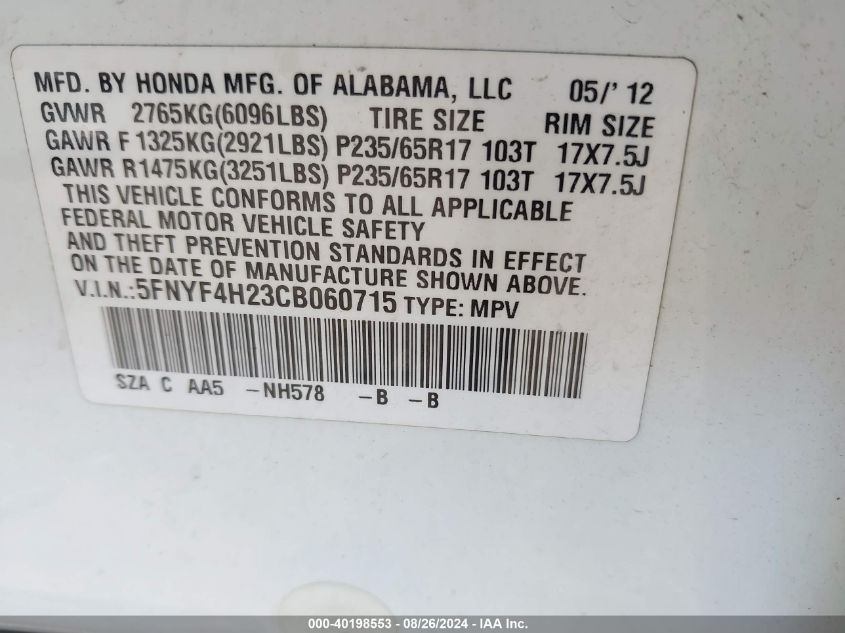 MFD. BY HONDA MFG. OF ALABAMA, LLC 05/' 12
GVWR 2765KG(6096LBS) TIRE SIZE RIM SIZE
GAWR F 1325KG(2921LBS) P235/65R17 103T 17X7.5J
GAWR R1475KG(3251LBS) P235/65R17 103T 17X7.5J
THIS VEHICLE CONFORMS TO ALL APPLICABLE
FEDERAL MOTOR VEHICLE SAFETY
AND THEFT PREVENTION STANDARDS IN EFFECT
ON THE DATE OF MANUFACTURE SHOWN ABOVE.
V.I.N.:5FNYF4H23CB060715 TYPE: MPV
SZA C AA5 -NH578 -B -B
000-40198553 - 08/26/2024 - IAAI.com